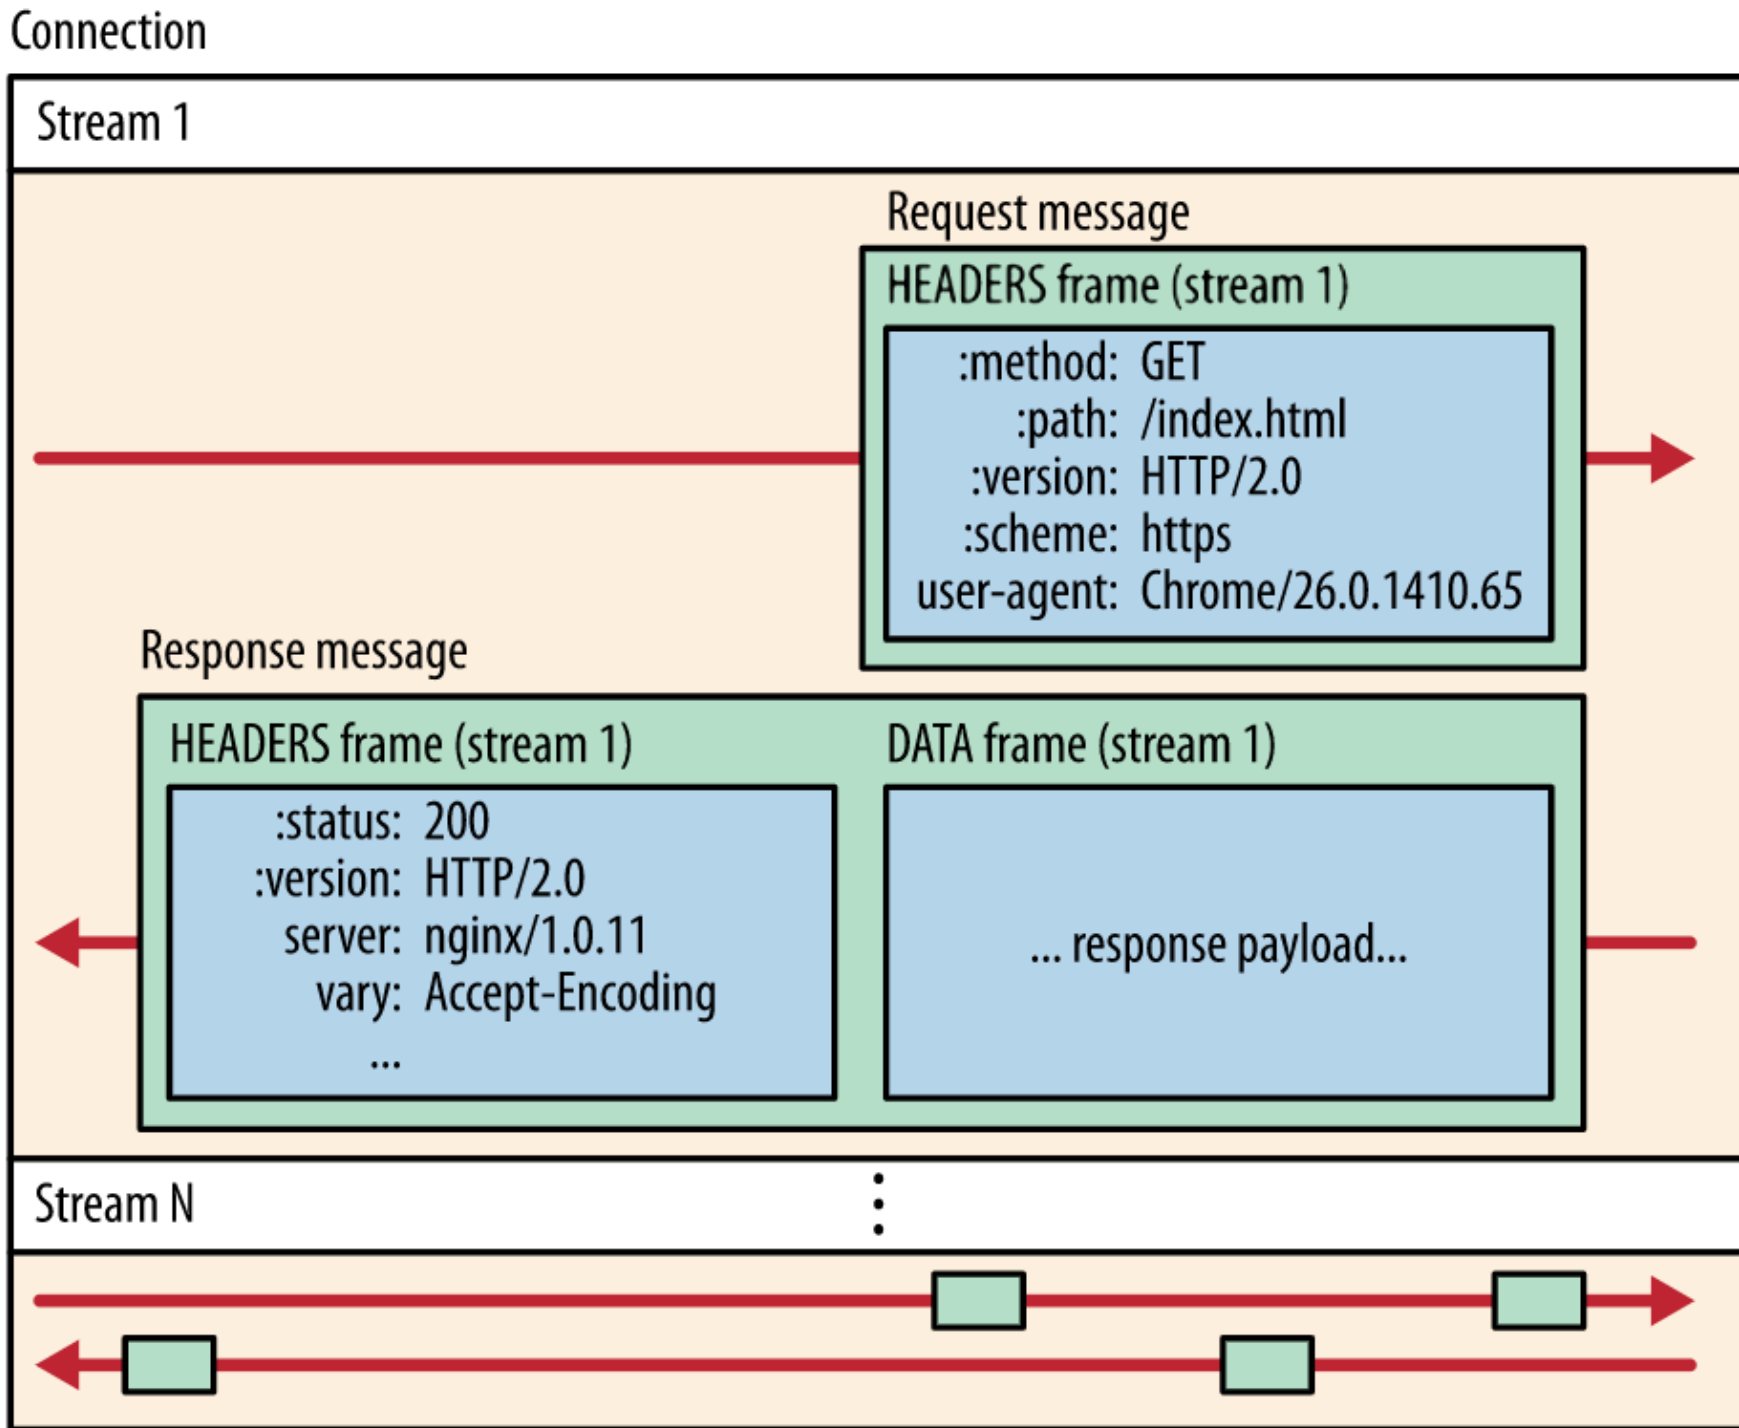 Connection
Stream 1
Request message
HEADERS frame (stream 1)
:method: GET
:path: /index.html
:version: HTTP/2.0
:scheme: https
user-agent: Chrome/26.0.1410.65
Response message
HEADERS frame (stream 1)
:status: 200
:version: HTTP/2.0
server: nginx/1.0.11
vary: Accept-Encoding
...
DATA frame (stream 1)
... response payload...
Stream N